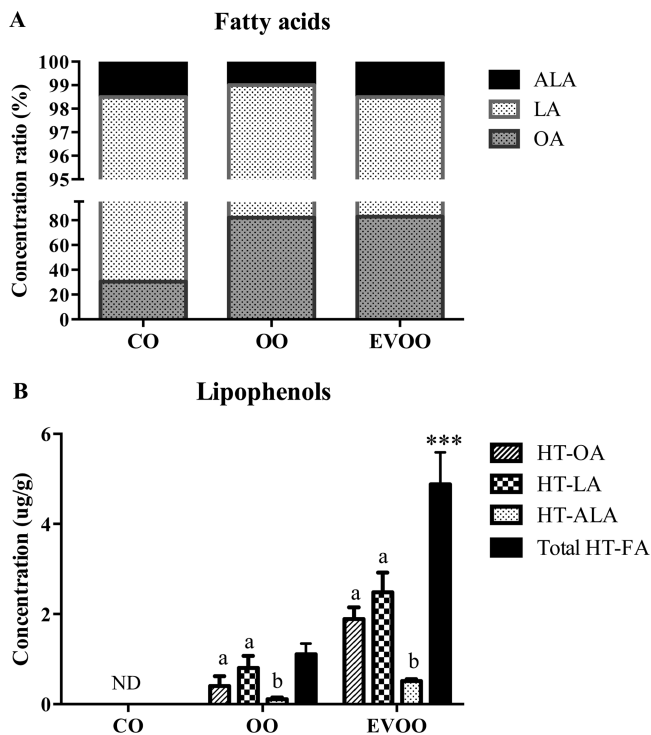 A
Fatty acids
Concentration ratio (%)
100
99
98
97
96
95
80
60
40
20
0
CO
OO
EVOO
ALA
LA
OA
B
Lipophenols
Concentration (ug/g)
6
4
2
0
ND
a
a
b
a
a
b
***
CO
OO
EVOO
HT-OA
HT-LA
HT-ALA
Total HT-FA